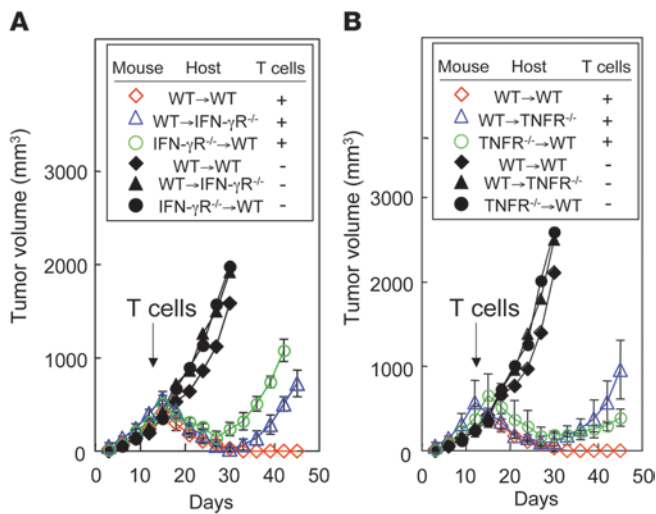 A
Mouse Host T cells
WT→WT +
WT→IFN-γR-/- +
IFN-γR-/-→WT +
WT→WT -
WT→IFN-γR-/- -
IFN-γR-/-→WT -
T cells
Tumor volume (mm3)
3000
2000
1000
0
0 10 20 30 40 50
Days
B
Mouse Host T cells
WT→WT +
WT→TNFR-/- +
TNFR-/-→WT +
WT→WT -
WT→TNFR-/- -
TNFR-/-→WT -
T cells
Tumor volume (mm3)
3000
2000
1000
0
0 10 20 30 40 50
Days